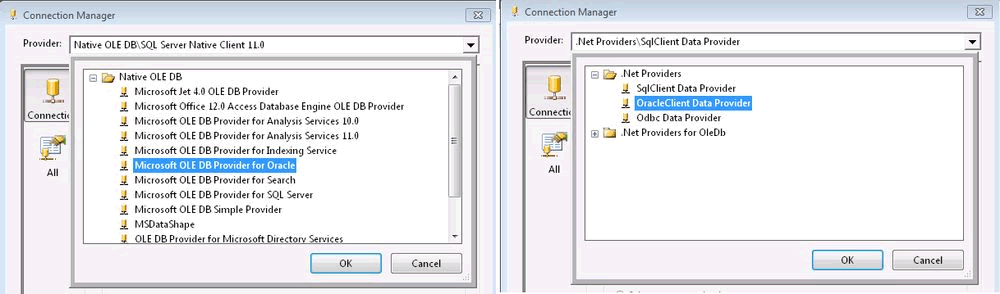 Connection Manager
Provider: Native OLE DB\SQL Server Native Client 11.0
Native OLE DB
Microsoft Jet 4.0 OLE DB Provider
Microsoft Office 12.0 Access Database Engine OLE DB Provider
Microsoft OLE DB Provider for Analysis Services 10.0
Microsoft OLE DB Provider for Analysis Services 11.0
Microsoft OLE DB Provider for Indexing Service
Microsoft OLE DB Provider for Oracle
Microsoft OLE DB Provider for Search
Microsoft OLE DB Provider for SQL Server
Microsoft OLE DB Simple Provider
MSDataShape
OLE DB Provider for Microsoft Directory Services
Connectio
All
OK
Cancel
Connection Manager
Provider: .Net Providers\SqlClient Data Provider
.Net Providers
SqlClient Data Provider
OracleClient Data Provider
Odbc Data Provider
.Net Providers for OleDb
Connectio
All
OK
Cancel